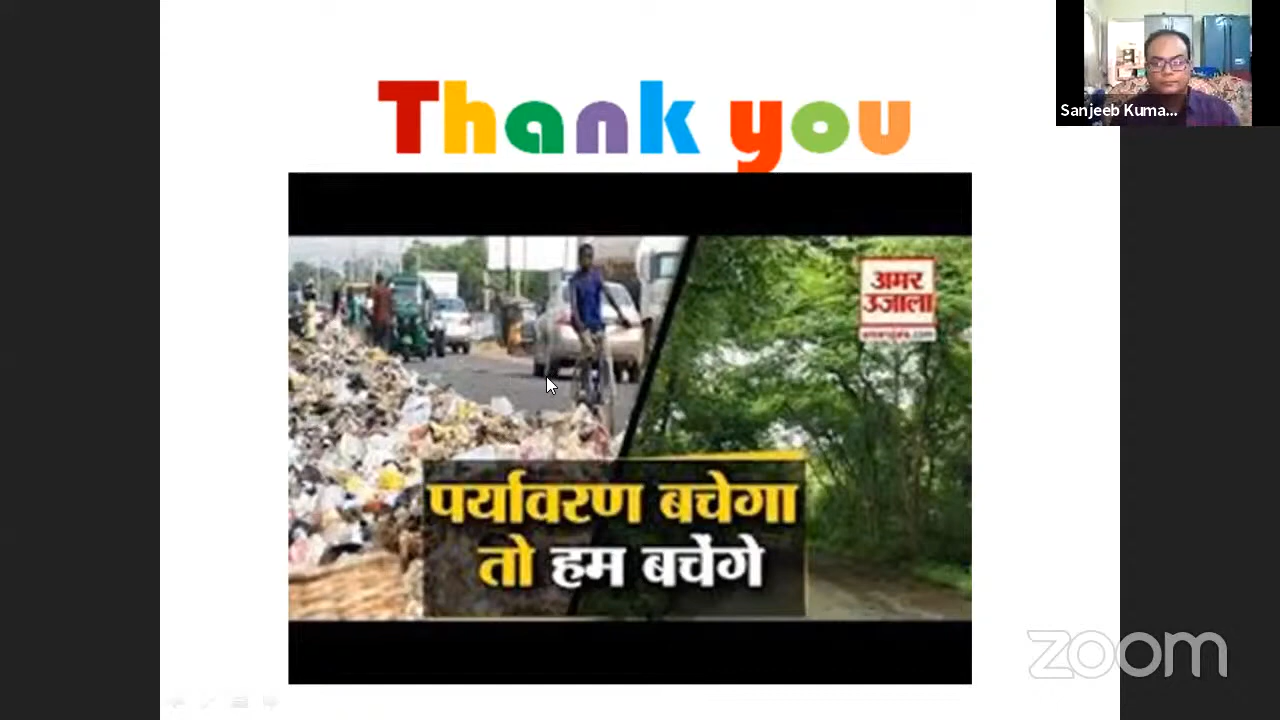 Thank you
Sanjeeb Kuma...
अमर
उजाला
पर्यावरण बचेगा
तो हम बचेंगे
zoom